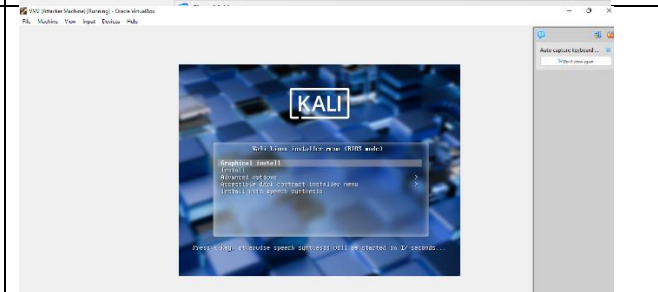 VM2 (Attacker Machine) [Running] - Oracle VirtualBox
File Machine View Input Devices Help
Auto capture keyboard ...
KALI
Kali Linux installer menu (BIOS mode)
Graphical install
Install
Advanced options >
Accessible dark contrast installer menu >
Install with speech synthesis
Press a key, otherwise speech synthesis will be started in 17 seconds...